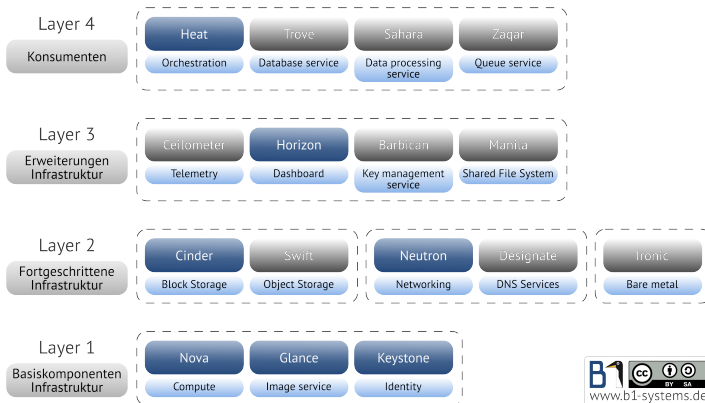 Layer 4
Konsumenten
Heat
Trove
Sahara
Zaqar
Orchestration
Database service
Data processing
service
Queue service
Layer 3
Erweiterungen
Infrastruktur
Ceilometer
Horizon
Barbican
Manila
Telemetry
Dashboard
Key management
service
Shared File System
Layer 2
Fortgeschrittene
Infrastruktur
Cinder
Swift
Neutron
Designate
Ironic
Block Storage
Object Storage
Networking
DNS Services
Bare metal
Layer 1
Basiskomponenten
Infrastruktur
Nova
Glance
Keystone
Compute
Image service
Identity
B1
cc
BY SA
www.b1-systems.de